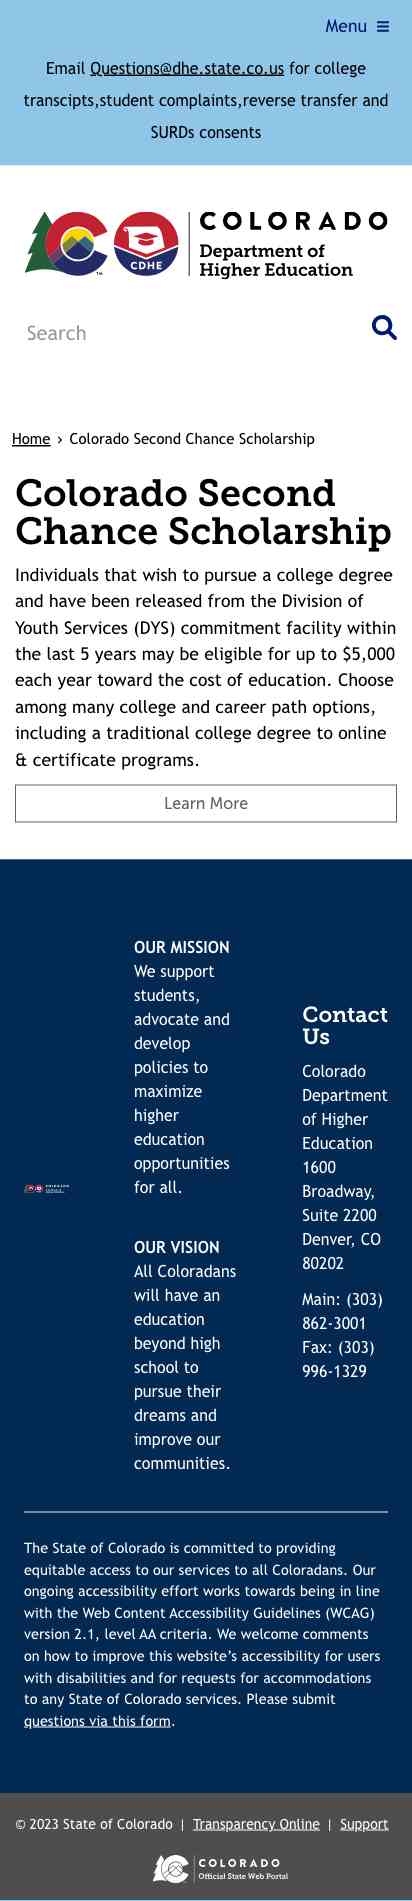 Menu
Email Questions@dhe.state.co.us for college
transcipts,student complaints,reverse transfer and
SURDs consents
CDHE
TM
COLORADO
Department of
Higher Education
Search
Home › Colorado Second Chance Scholarship
Colorado Second
Chance Scholarship
Individuals that wish to pursue a college degree
and have been released from the Division of
Youth Services (DYS) commitment facility within
the last 5 years may be eligible for up to $5,000
each year toward the cost of education. Choose
among many college and career path options,
including a traditional college degree to online
& certificate programs.
Learn More
OUR MISSION
We support
students,
advocate and
develop
policies to
maximize
higher
education
opportunities
for all.
OUR VISION
All Coloradans
will have an
education
beyond high
school to
pursue their
dreams and
improve our
communities.
Contact
Us
Colorado
Department
of Higher
Education
1600
Broadway,
Suite 2200
Denver, CO
80202
Main: (303)
862-3001
Fax: (303)
996-1329
The State of Colorado is committed to providing
equitable access to our services to all Coloradans. Our
ongoing accessibility effort works towards being in line
with the Web Content Accessibility Guidelines (WCAG)
version 2.1, level AA criteria. We welcome comments
on how to improve this website's accessibility for users
with disabilities and for requests for accommodations
to any State of Colorado services. Please submit
questions via this form.
© 2023 State of Colorado | Transparency Online | Support
COLORADO
Official State Web Portal